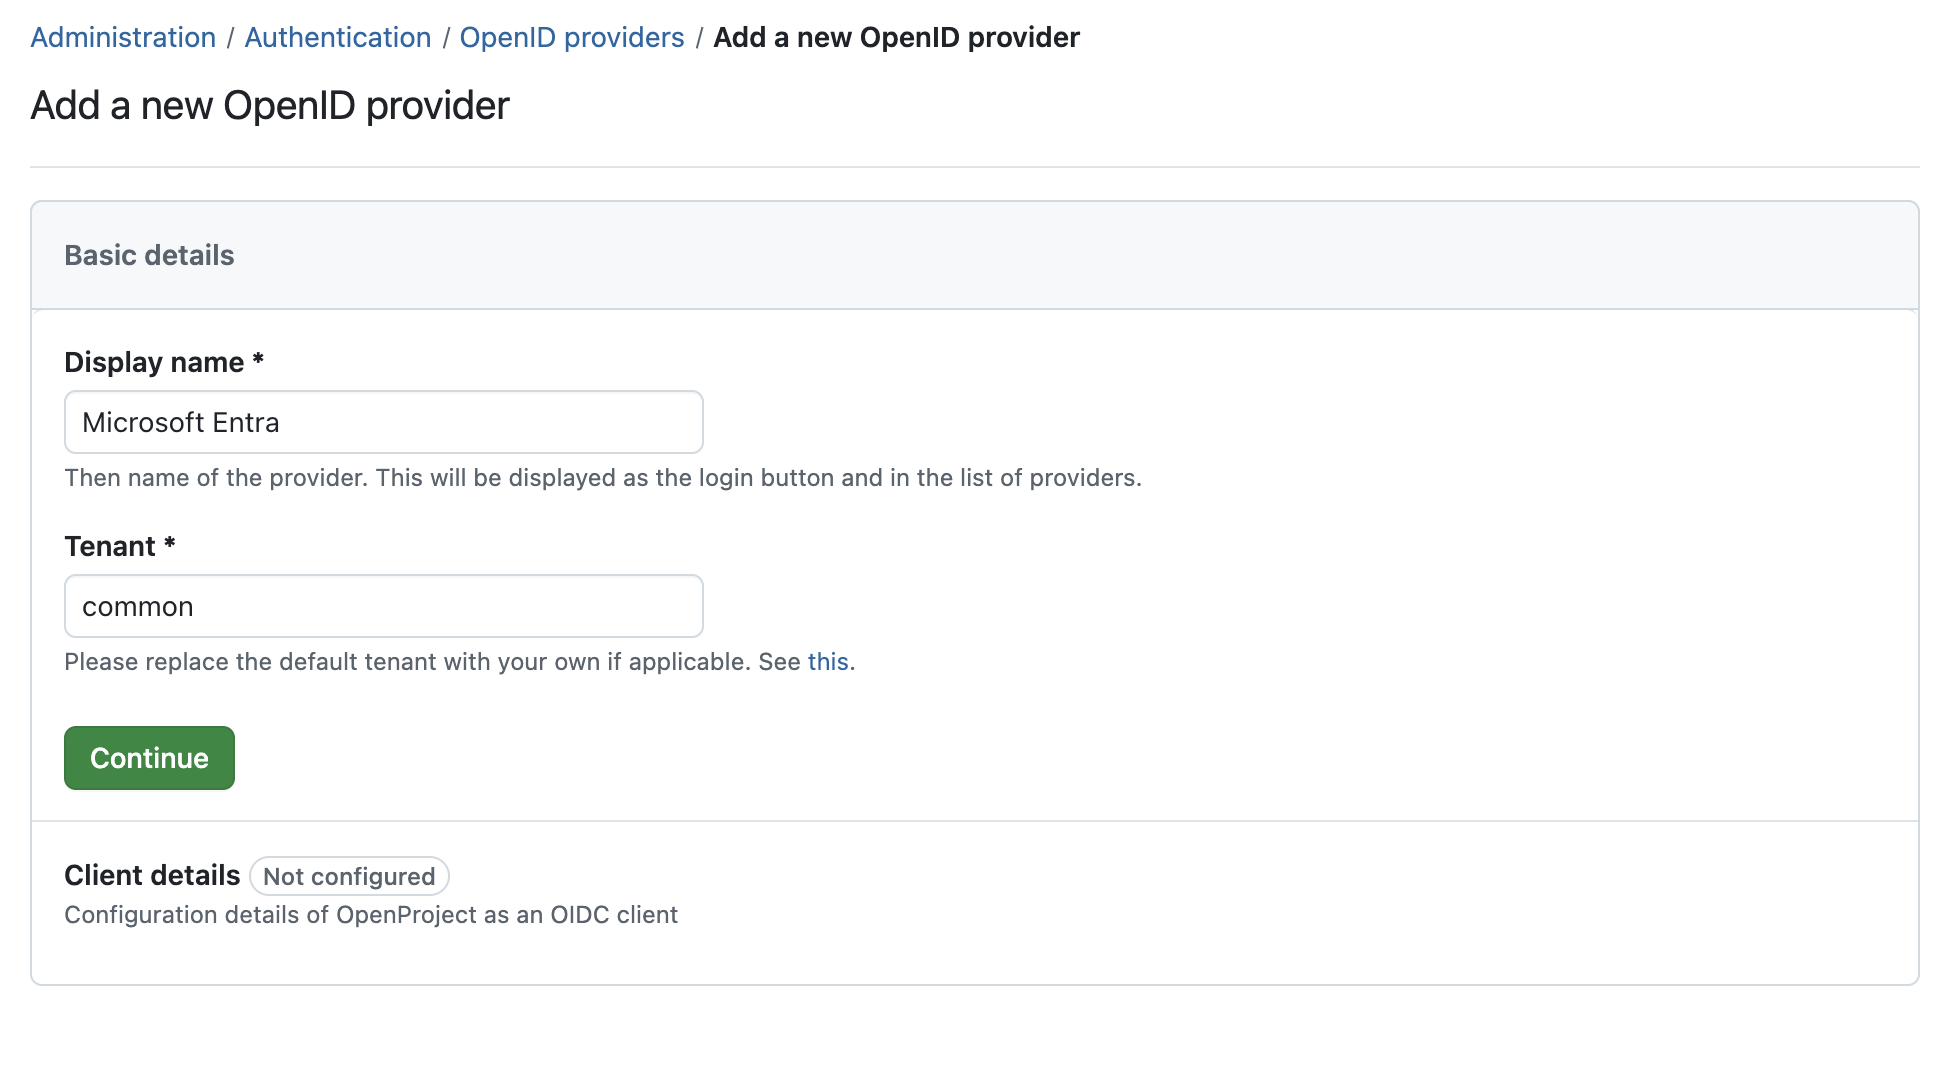 Administration / Authentication / OpenID providers / Add a new OpenID provider
Add a new OpenID provider
Basic details
Display name *
Microsoft Entra
Then name of the provider. This will be displayed as the login button and in the list of providers.
Tenant *
common
Please replace the default tenant with your own if applicable. See this.
Continue
Client details Not configured
Configuration details of OpenProject as an OIDC client